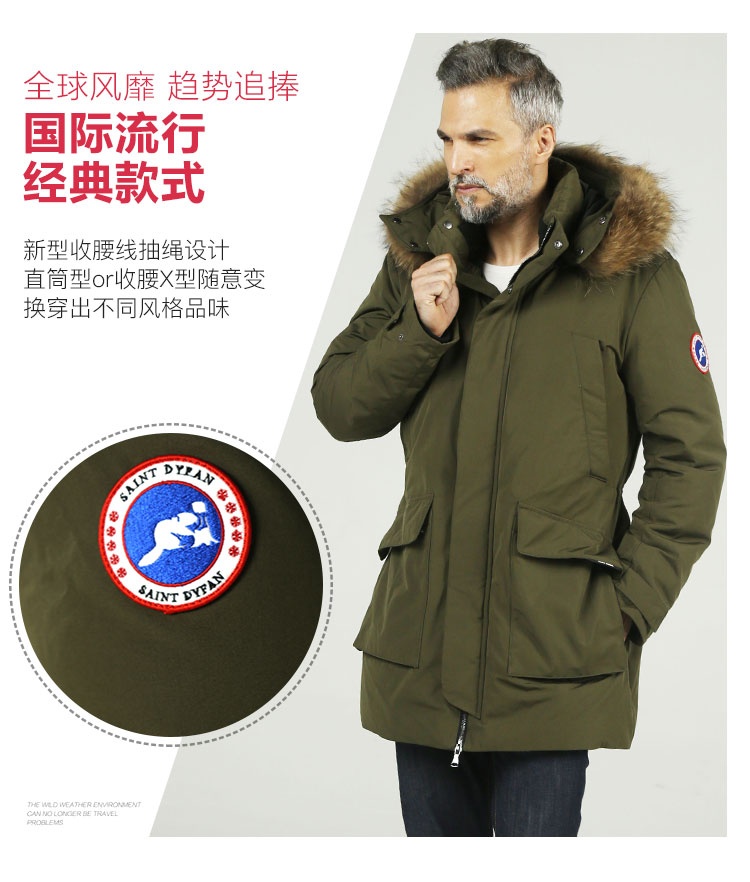 全球风靡 趋势追捧
国际流行
经典款式
新型收腰线抽绳设计
直筒型or收腰X型随意变
换穿出不同风格品味
SAINT DYFAN
SAINT DYFAN
THE WILD WEATHER ENVIRONMENT
CAN NO LONGER BE TRAVEL
PROBLEMS